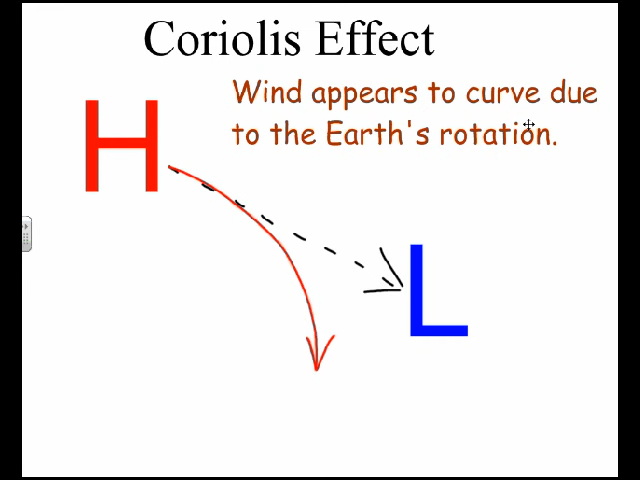 Coriolis Effect
Wind appears to curve due
to the Earth's rotation.
H
L